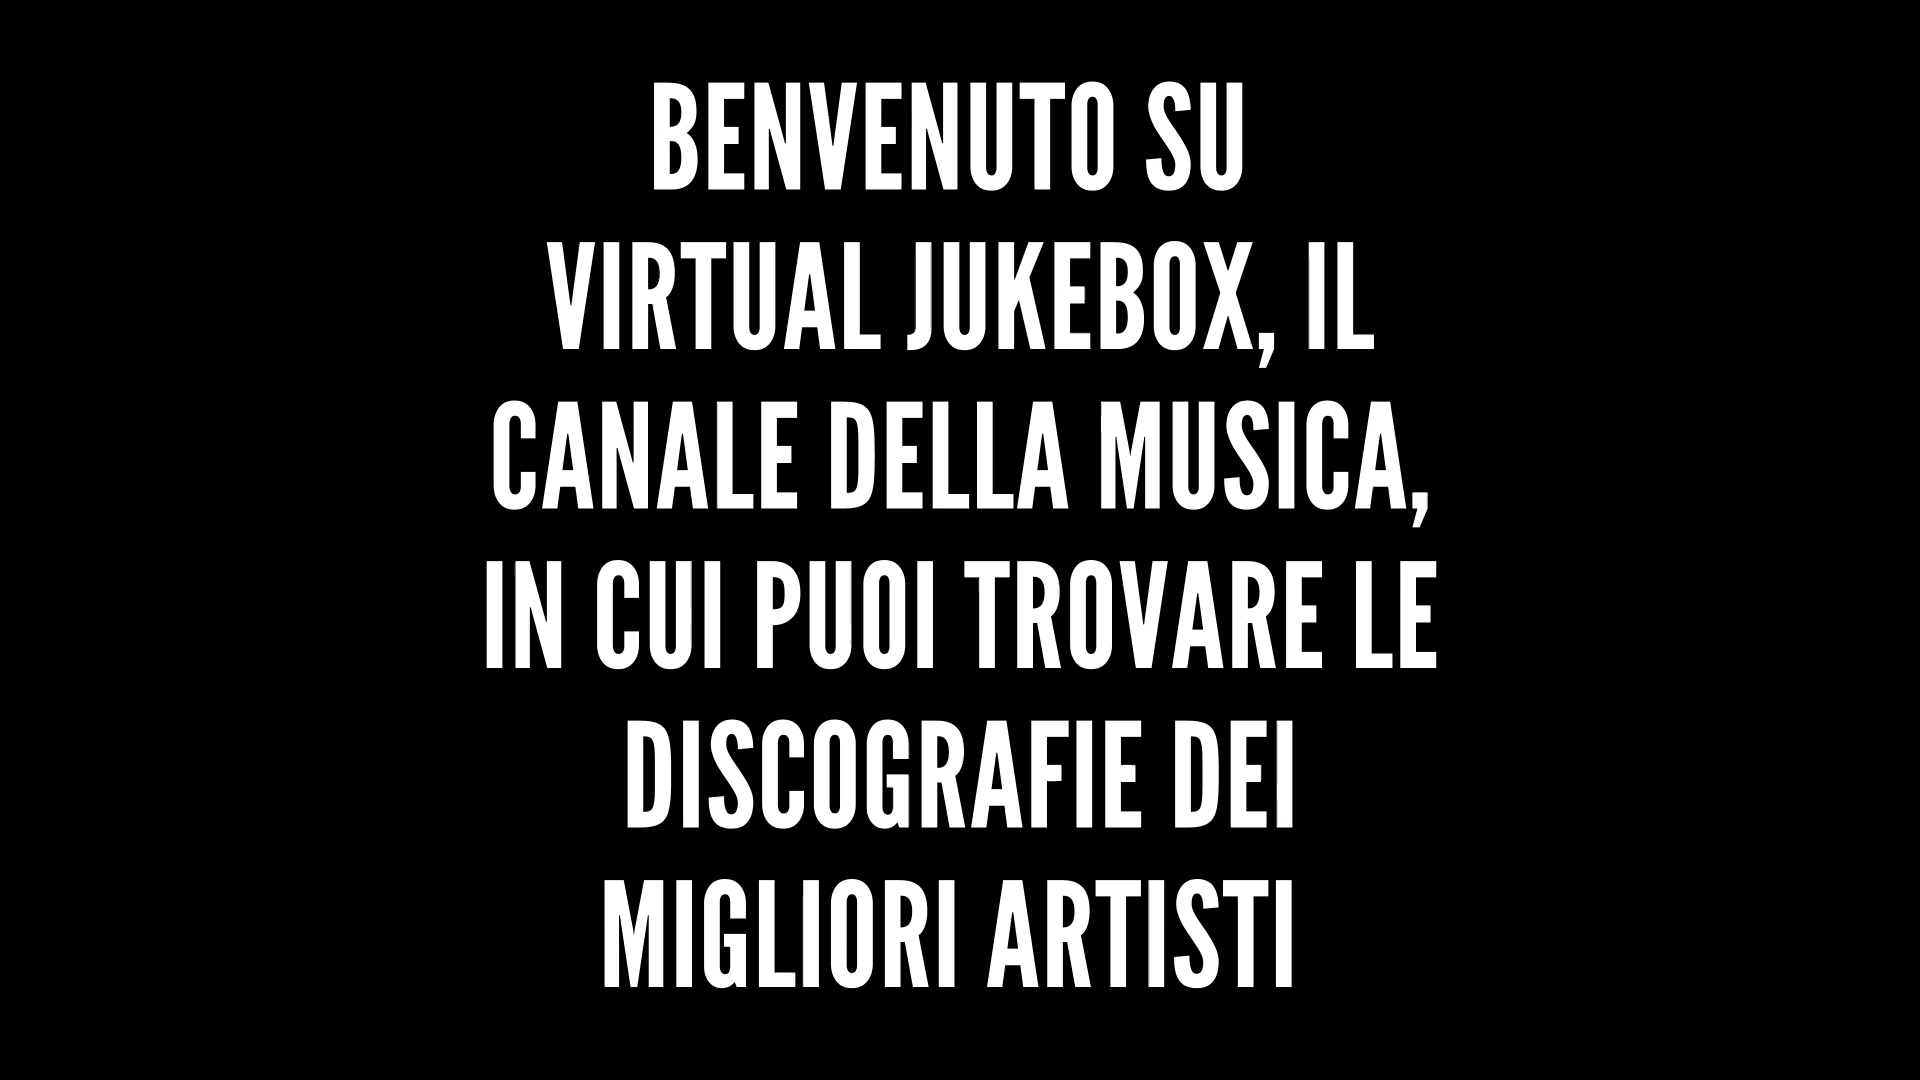 BENVENUTO SU
VIRTUAL JUKEBOX, IL
CANALE DELLA MUSICA,
IN CUI PUOI TROVARE LE
DISCOGRAFIE DEI
MIGLIORI ARTISTI